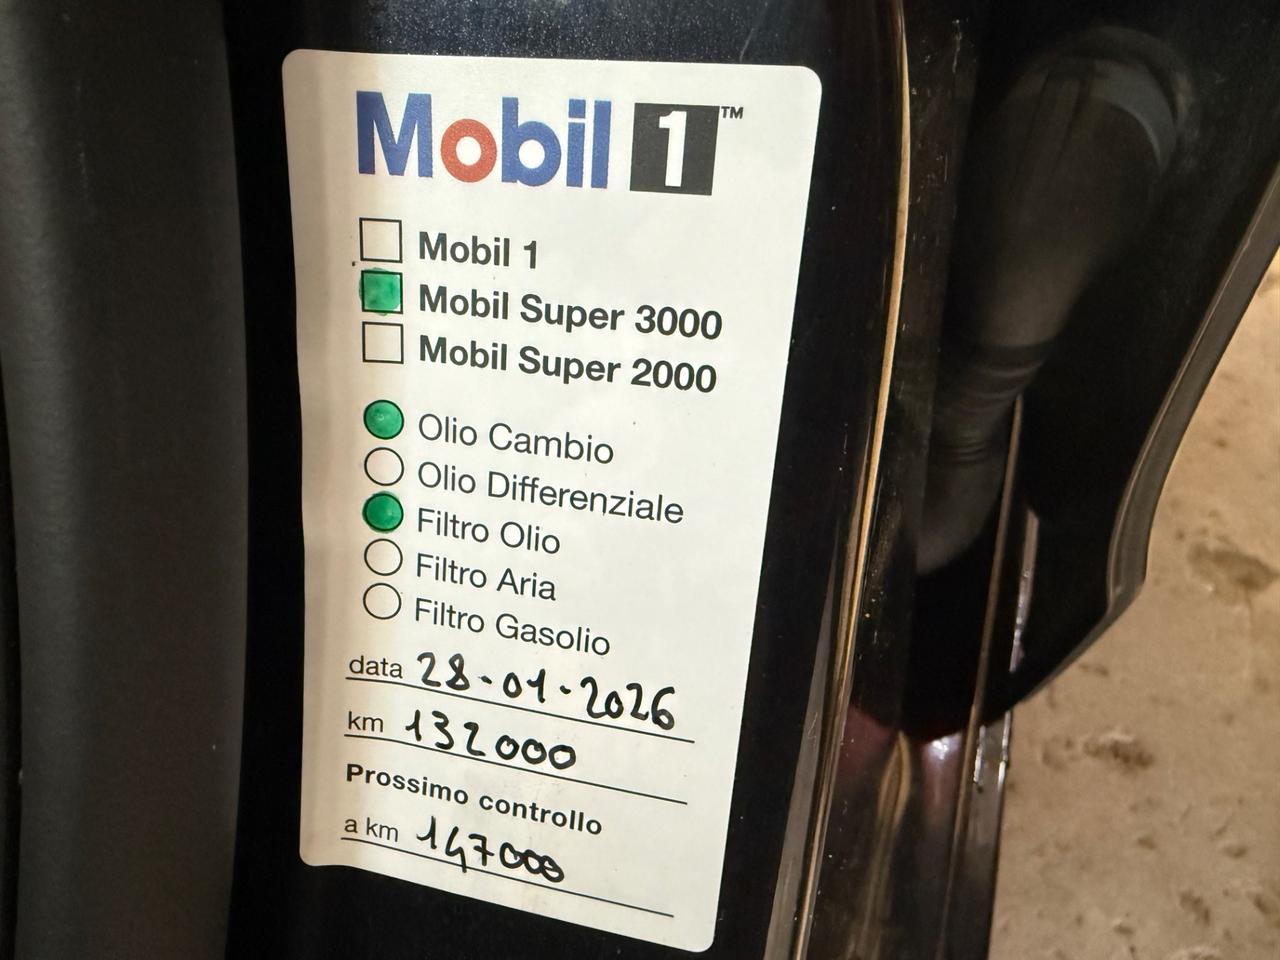 Mobil 1™
Mobil 1
Mobil Super 3000
Mobil Super 2000
Olio Cambio
Olio Differenziale
Filtro Olio
Filtro Aria
Filtro Gasolio
data 28-01-2026
km 132000
Prossimo controllo
a km 147000